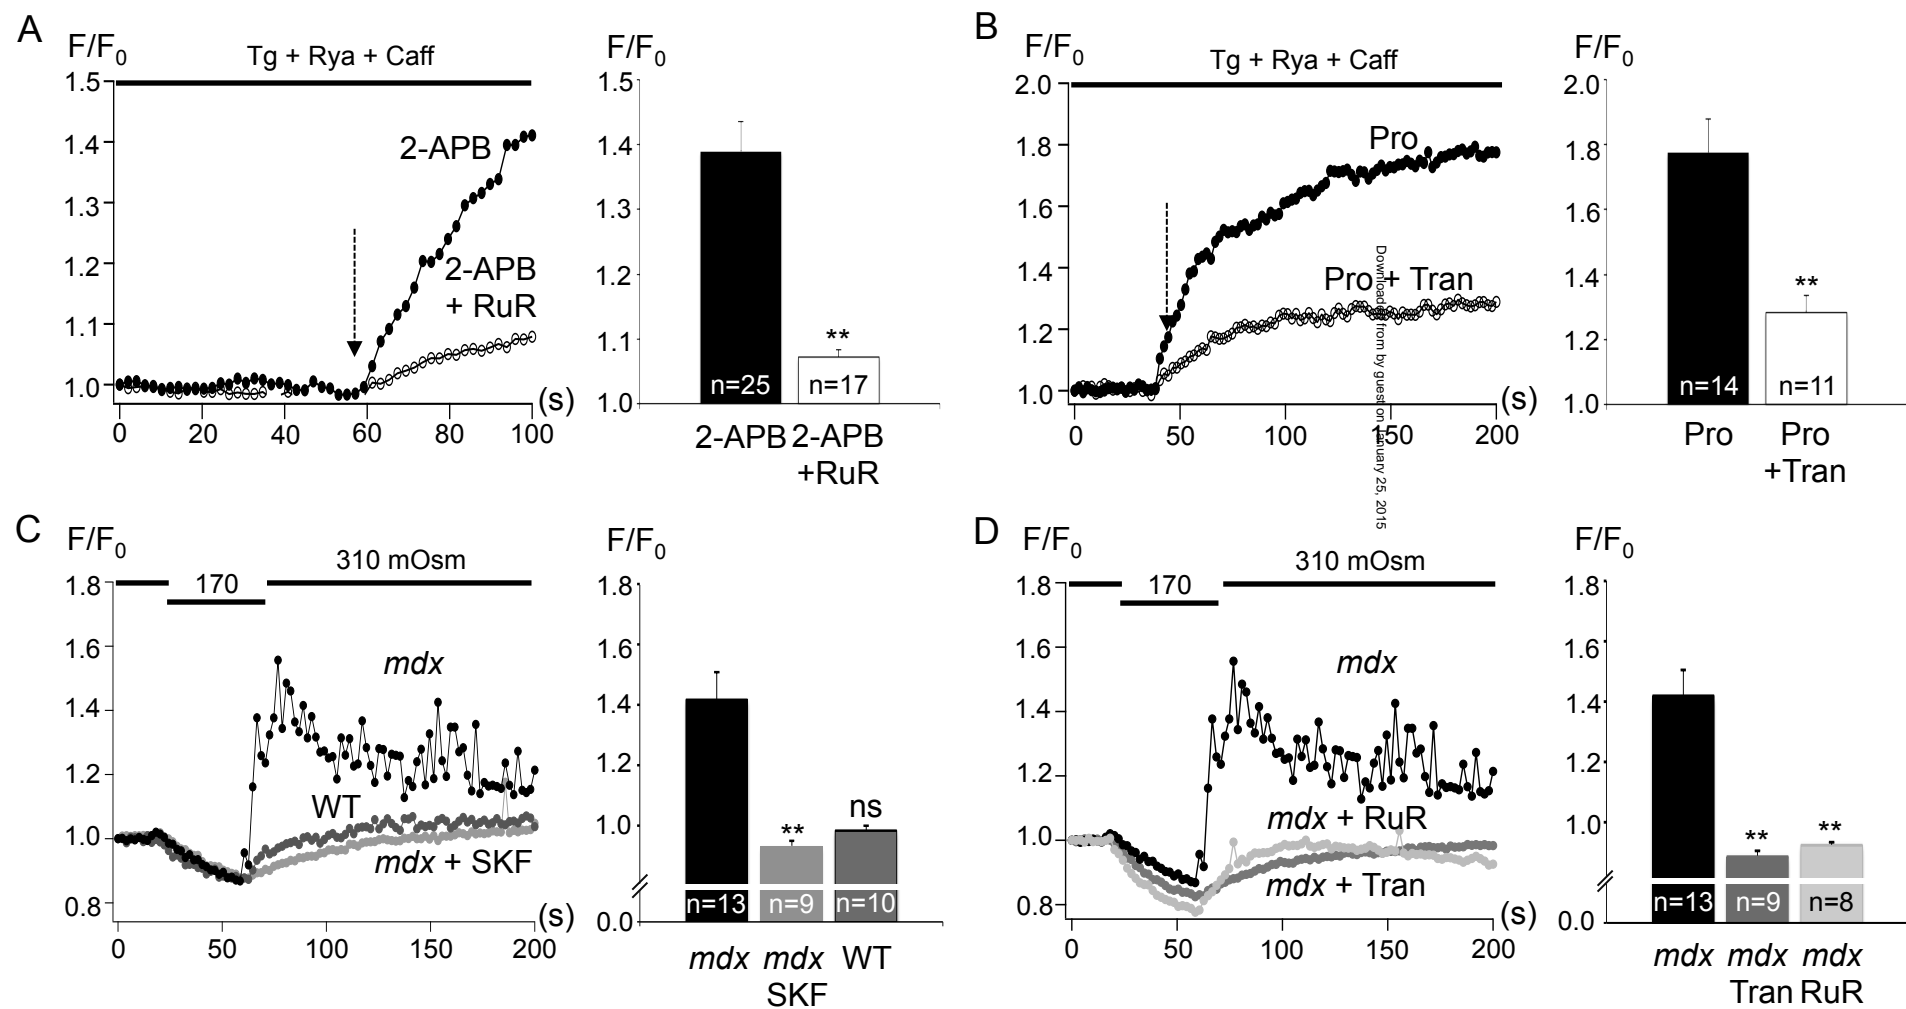 A
F/F0
Tg + Rya + Caff
1.5
1.4
1.3
1.2
1.1
1.0
2-APB
2-APB
+ RuR
(s)
0 20 40 60 80 100
F/F0
1.5
1.4
1.3
1.2
1.1
1.0
**
n=25 n=17
2-APB 2-APB
+RuR
B
F/F0
Tg + Rya + Caff
2.0
1.8
1.6
1.4
1.2
1.0
Pro
Pro + Tran
(s)
0 50 100 150 200
Downloaded from by guest on January 25, 2015
F/F0
2.0
1.8
1.6
1.4
1.2
1.0
**
n=14 n=11
Pro Pro
+Tran
C
F/F0
310 mOsm
170
1.8
1.6
1.4
1.2
1.0
0.8
mdx
WT
mdx + SKF
(s)
0 50 100 150 200
F/F0
1.8
1.6
1.4
1.2
1.0
0.0
** ns
n=13 n=9 n=10
mdx mdx WT
SKF
D
F/F0
310 mOsm
170
1.8
1.6
1.4
1.2
1.0
0.8
mdx
mdx + RuR
mdx + Tran
(s)
0 50 100 150 200
F/F0
1.8
1.6
1.4
1.2
1.0
0.0
** **
n=13 n=9 n=8
mdx mdx mdx
Tran RuR